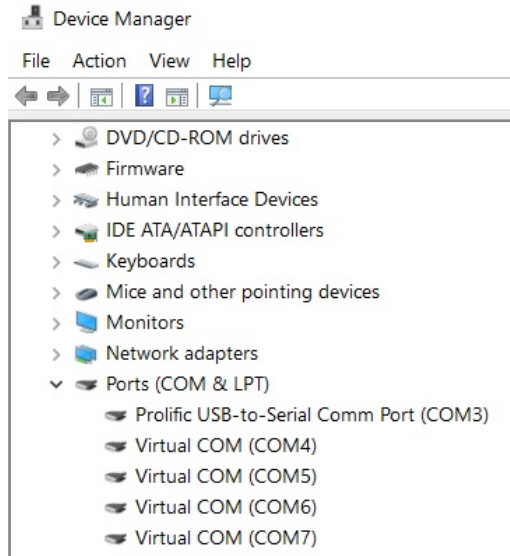 Device Manager
File Action View Help
DVD/CD-ROM drives
Firmware
Human Interface Devices
IDE ATA/ATAPI controllers
Keyboards
Mice and other pointing devices
Monitors
Network adapters
Ports (COM & LPT)
Prolific USB-to-Serial Comm Port (COM3)
Virtual COM (COM4)
Virtual COM (COM5)
Virtual COM (COM6)
Virtual COM (COM7)